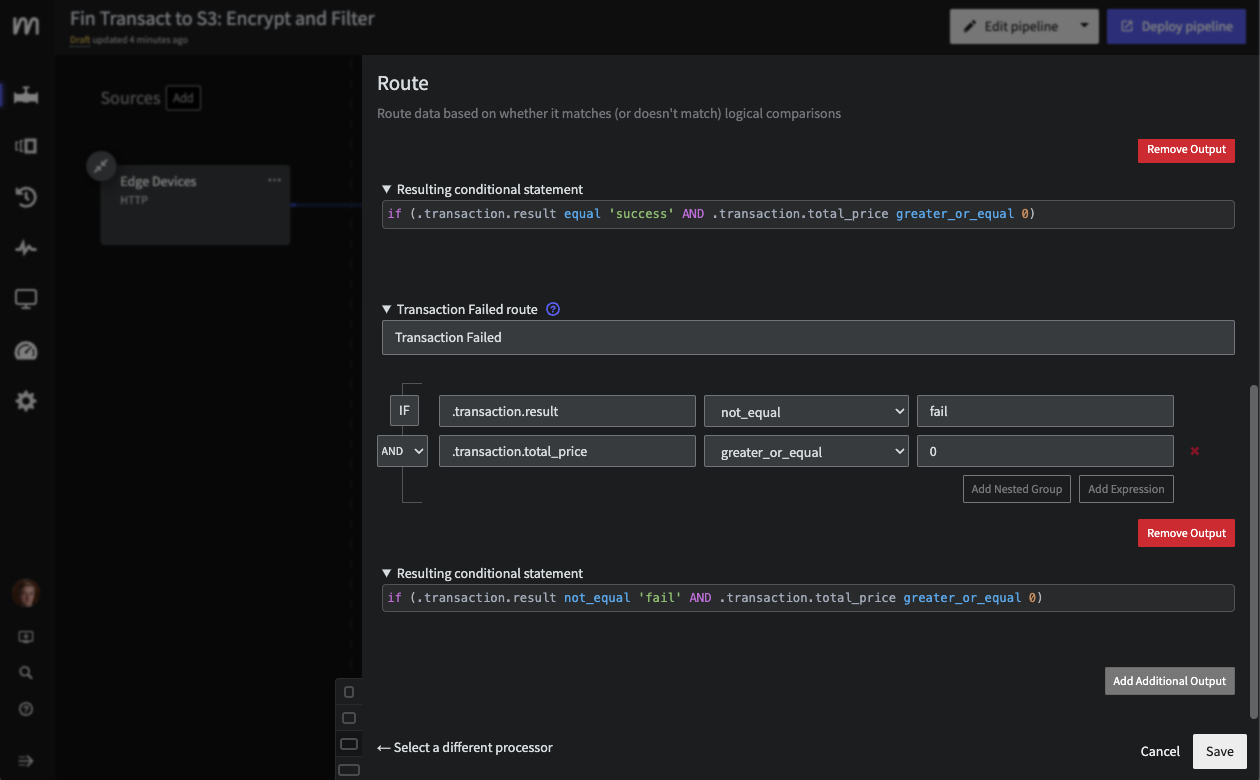 Fin Transact to S3: Encrypt and Filter
Draft updated 4 minutes ago
Edit pipeline
Deploy pipeline
Sources
Add
Edge Devices
HTTP
Route
Route data based on whether it matches (or doesn't match) logical comparisons
Remove Output
▼ Resulting conditional statement
if (.transaction.result equal 'success' AND .transaction.total_price greater_or_equal 0)
▼ Transaction Failed route ?
Transaction Failed
IF .transaction.result not_equal fail
AND .transaction.total_price greater_or_equal 0
Add Nested Group Add Expression
Remove Output
▼ Resulting conditional statement
if (.transaction.result not_equal 'fail' AND .transaction.total_price greater_or_equal 0)
Add Additional Output
← Select a different processor
Cancel Save